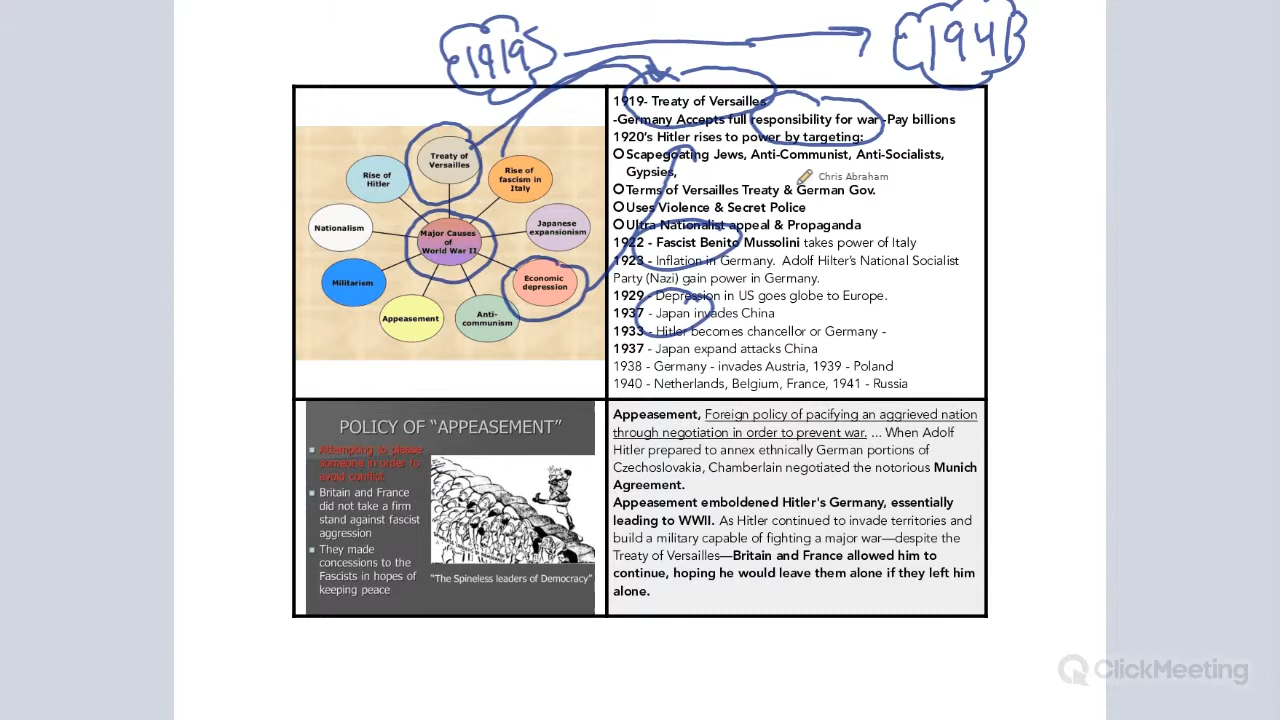 1919
1941
Treaty of
Versailles
Rise of
Hitler
Rise of
fascism in
Italy
Nationalism
Japanese
expansionism
Major Causes
of
World War II
Militarism
Economic
depression
Appeasement
Anti-
communism
1919- Treaty of Versailles
-Germany Accepts full responsibility for war -Pay billions
1920's Hitler rises to power by targeting:
Scapegoating Jews, Anti-Communist, Anti-Socialists,
Gypsies,
Chris Abraham
Terms of Versailles Treaty & German Gov.
Uses Violence & Secret Police
Ultra Nationalist appeal & Propaganda
1922 - Fascist Benito Mussolini takes power of Italy
1923 - Inflation in Germany. Adolf Hilter's National Socialist
Party (Nazi) gain power in Germany.
1929 - Depression in US goes globe to Europe.
1937 - Japan invades China
1933 - Hitler becomes chancellor or Germany -
1937 - Japan expand attacks China
1938 - Germany - invades Austria, 1939 - Poland
1940 - Netherlands, Belgium, France, 1941 - Russia
POLICY OF "APPEASEMENT"
Attempting to please
someone in order to
avoid conflict
Britain and France
did not take a firm
stand against fascist
aggression
They made
concessions to the
Fascists in hopes of
keeping peace
"The Spineless leaders of Democracy"
Appeasement, Foreign policy of pacifying an aggrieved nation
through negotiation in order to prevent war. ... When Adolf
Hitler prepared to annex ethnically German portions of
Czechoslovakia, Chamberlain negotiated the notorious Munich
Agreement.
Appeasement emboldened Hitler's Germany, essentially
leading to WWII. As Hitler continued to invade territories and
build a military capable of fighting a major war—despite the
Treaty of Versailles—Britain and France allowed him to
continue, hoping he would leave them alone if they left him
alone.
ClickMeeting